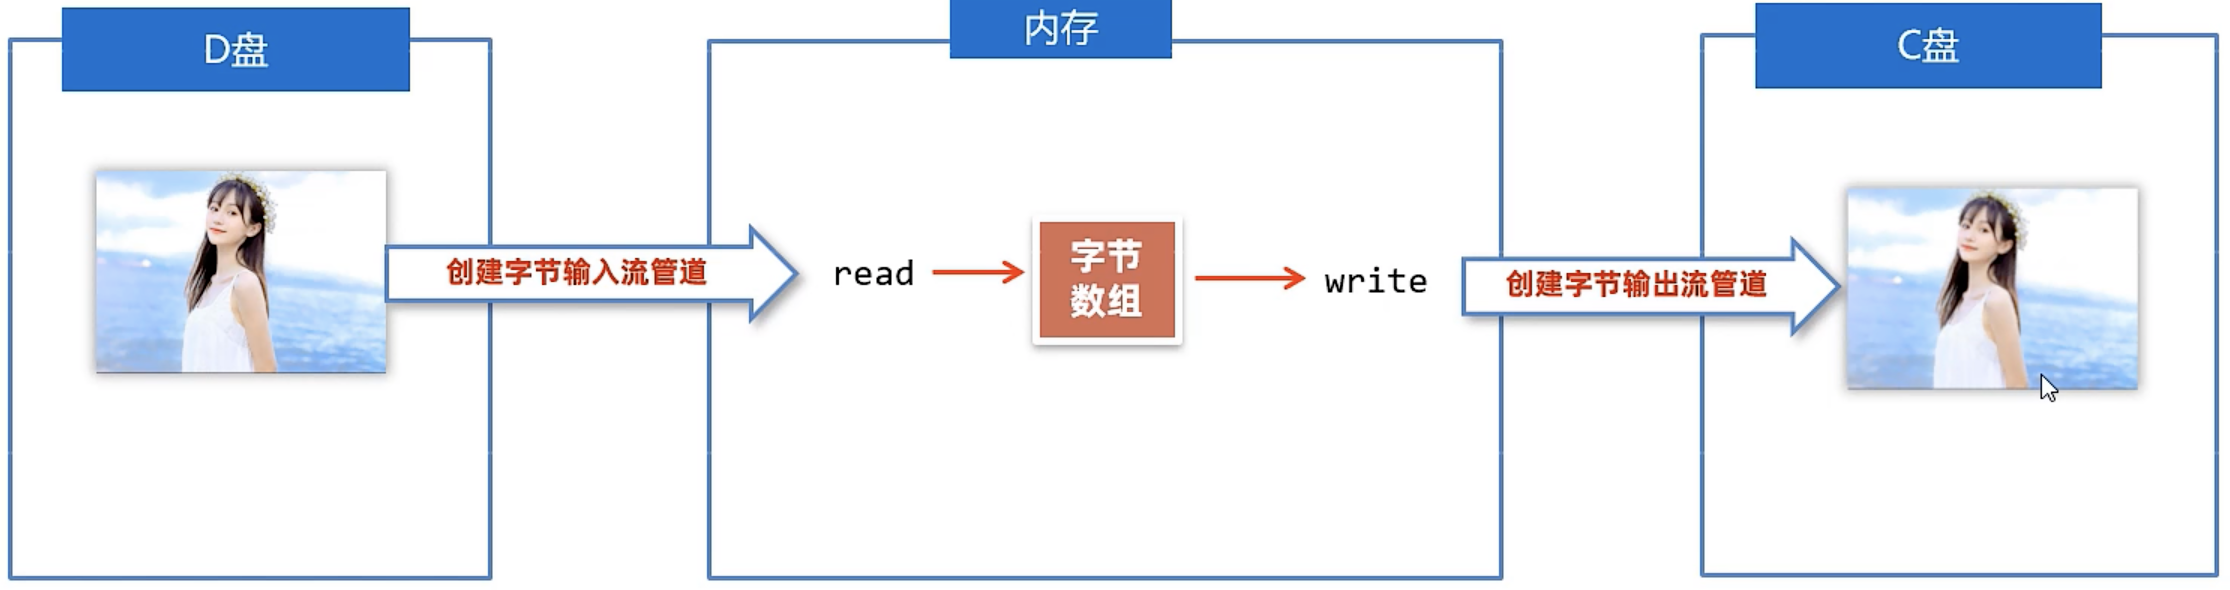 D盘
内存
C盘
创建字节输入流管道
read
字节
数组
write
创建字节输出流管道